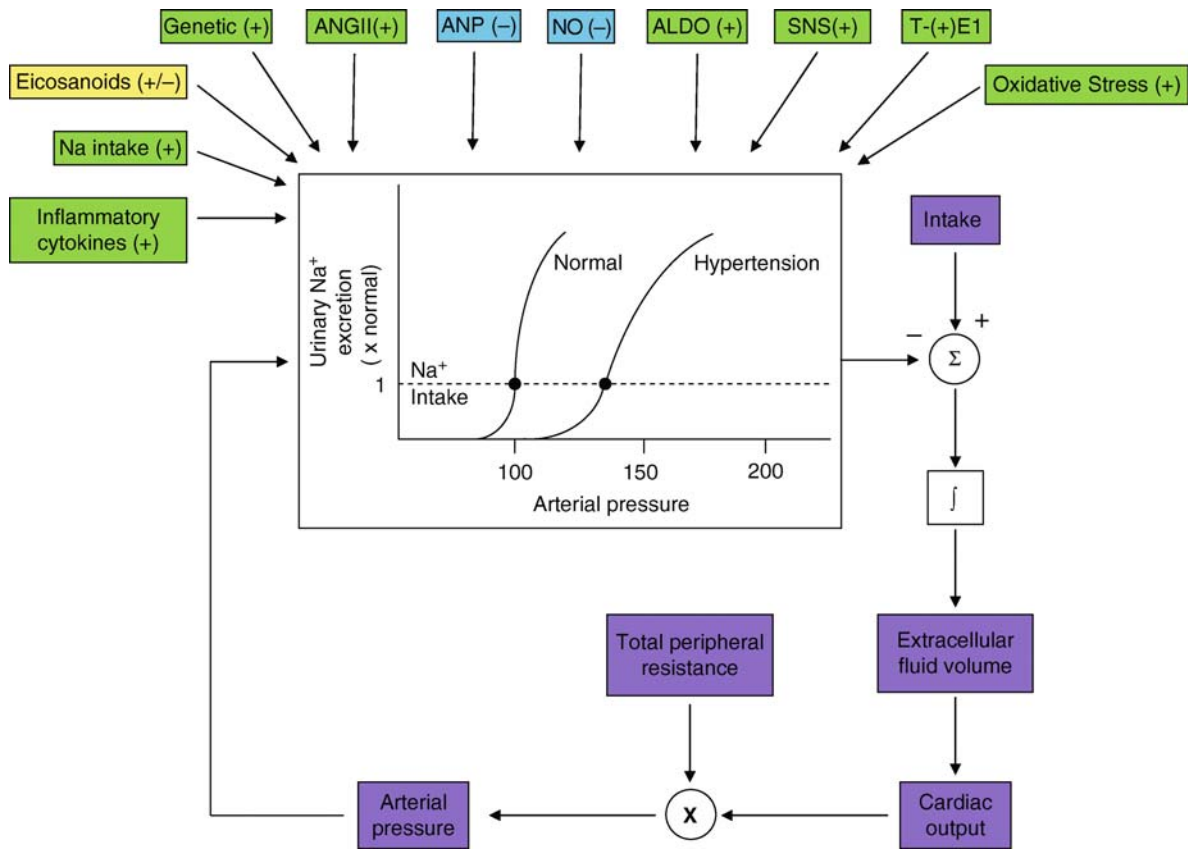 Genetic (+)
ANGII(+)
ANP (–)
NO (–)
ALDO (+)
SNS(+)
T-(+)E1
Eicosanoids (+/–)
Oxidative Stress (+)
Na intake (+)
Inflammatory
cytokines (+)
Urinary Na⁺
excretion
( x normal)
Normal
Hypertension
Na⁺
Intake
1
100
150
200
Arterial pressure
Intake
–
+
Σ
∫
Total peripheral
resistance
Extracellular
fluid volume
Arterial
pressure
X
Cardiac
output